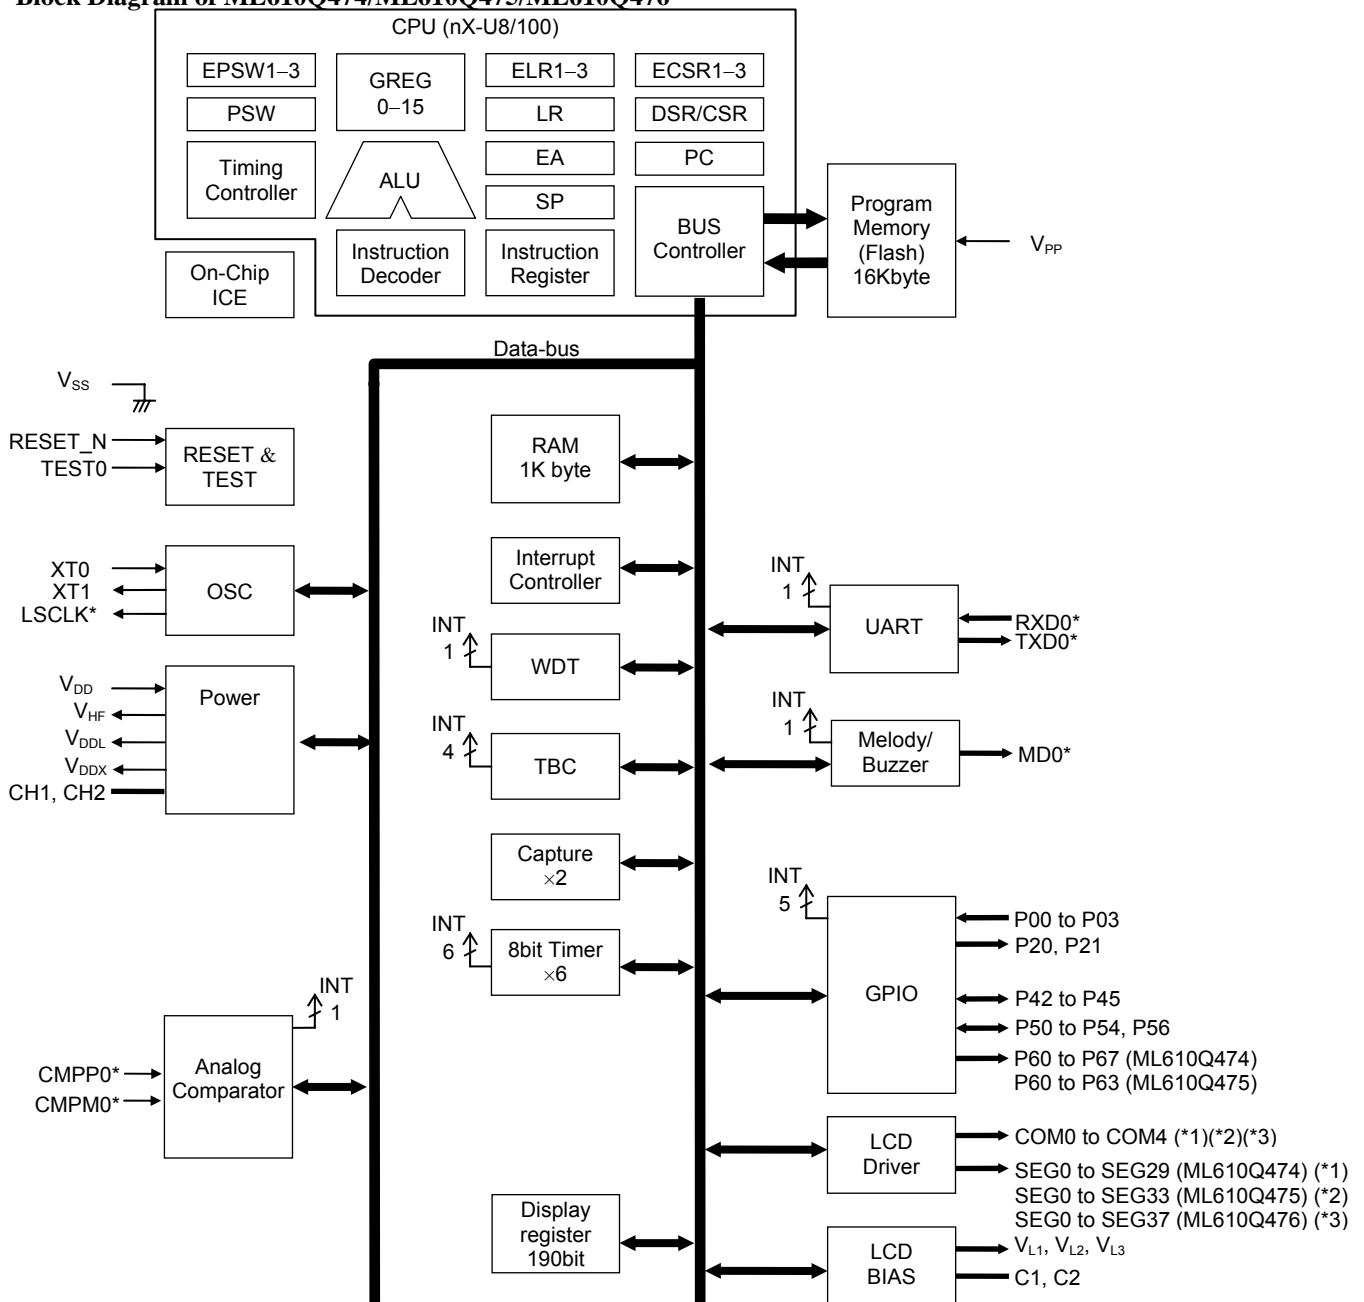 Block Diagram of ML610Q474/ML610Q475/ML610Q476
CPU (nX-U8/100)
EPSW1–3
GREG
0–15
ELR1–3
ECSR1–3
PSW
LR
DSR/CSR
Timing
Controller
ALU
EA
PC
SP
BUS
Controller
Program
Memory
(Flash)
16Kbyte
VPP
Instruction
Decoder
Instruction
Register
On-Chip
ICE
Data-bus
VSS
RESET_N
TEST0
RESET &
TEST
RAM
1K byte
XT0
XT1
LSCLK*
OSC
Interrupt
Controller
INT
1
UART
RXD0*
TXD0*
INT
1
WDT
VDD
VHF
VDDL
VDDX
CH1, CH2
Power
INT
4
TBC
INT
1
Melody/
Buzzer
MD0*
Capture
×2
INT
6
8bit Timer
×6
INT
5
GPIO
P00 to P03
P20, P21
P42 to P45
P50 to P54, P56
P60 to P67 (ML610Q474)
P60 to P63 (ML610Q475)
INT
1
CMPP0*
CMPM0*
Analog
Comparator
LCD
Driver
COM0 to COM4 (*1)(*2)(*3)
SEG0 to SEG29 (ML610Q474) (*1)
SEG0 to SEG33 (ML610Q475) (*2)
SEG0 to SEG37 (ML610Q476) (*3)
Display
register
190bit
LCD
BIAS
VL1, VL2, VL3
C1, C2